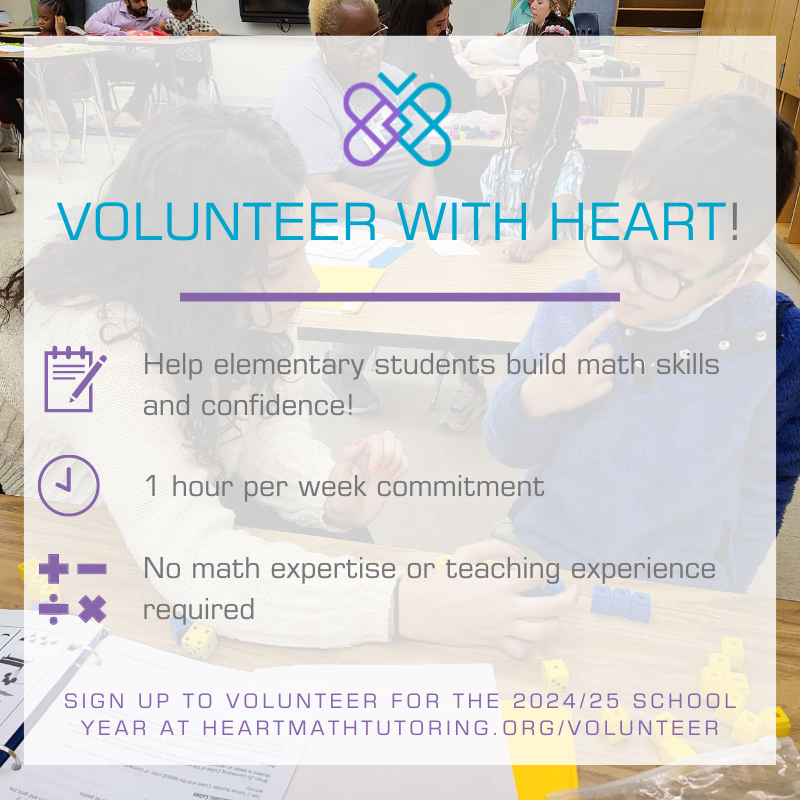 VOLUNTEER WITH HEART!
Help elementary students build math skills
and confidence!
1 hour per week commitment
No math expertise or teaching experience
required
SIGN UP TO VOLUNTEER FOR THE 2024/25 SCHOOL
YEAR AT HEARTMATHTUTORING.ORG/VOLUNTEER